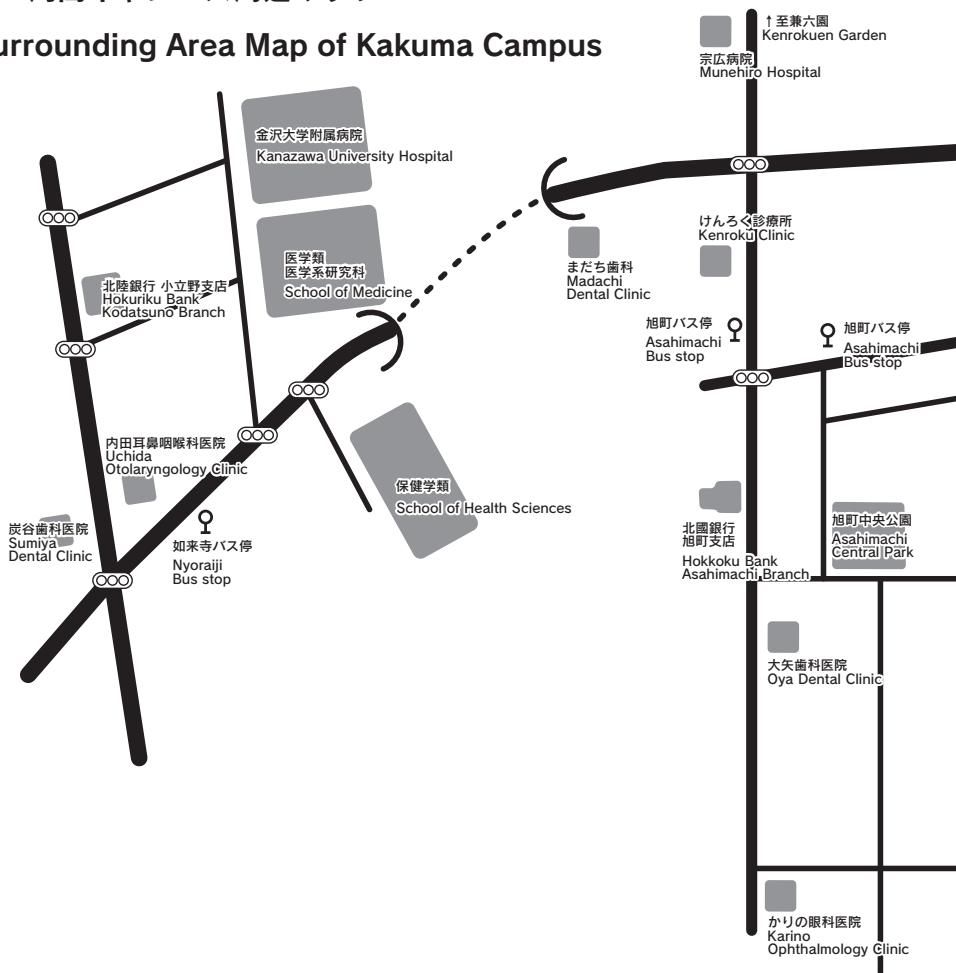 urrounding Area Map of Kakuma Campus
↑至兼六園
Kenrokuen Garden
宗広病院
Munehiro Hospital
金沢大学附属病院
Kanazawa University Hospital
けんろく診療所
Kenroku Clinic
医学類
医学系研究科
School of Medicine
まだち歯科
Madachi
Dental Clinic
北陸銀行 小立野支店
Hokuriku Bank
Kodatsuno Branch
旭町バス停
Asahimachi
Bus stop
旭町バス停
Asahimachi
Bus stop
内田耳鼻咽喉科医院
Uchida
Otolaryngology Clinic
保健学類
School of Health Sciences
炭谷歯科医院
Sumiya
Dental Clinic
如来寺バス停
Nyoraiji
Bus stop
北國銀行
旭町支店
Hokkoku Bank
Asahimachi Branch
旭町中央公園
Asahimachi
Central Park
大矢歯科医院
Oya Dental Clinic
かりの眼科医院
Karino
Ophthalmology Clinic